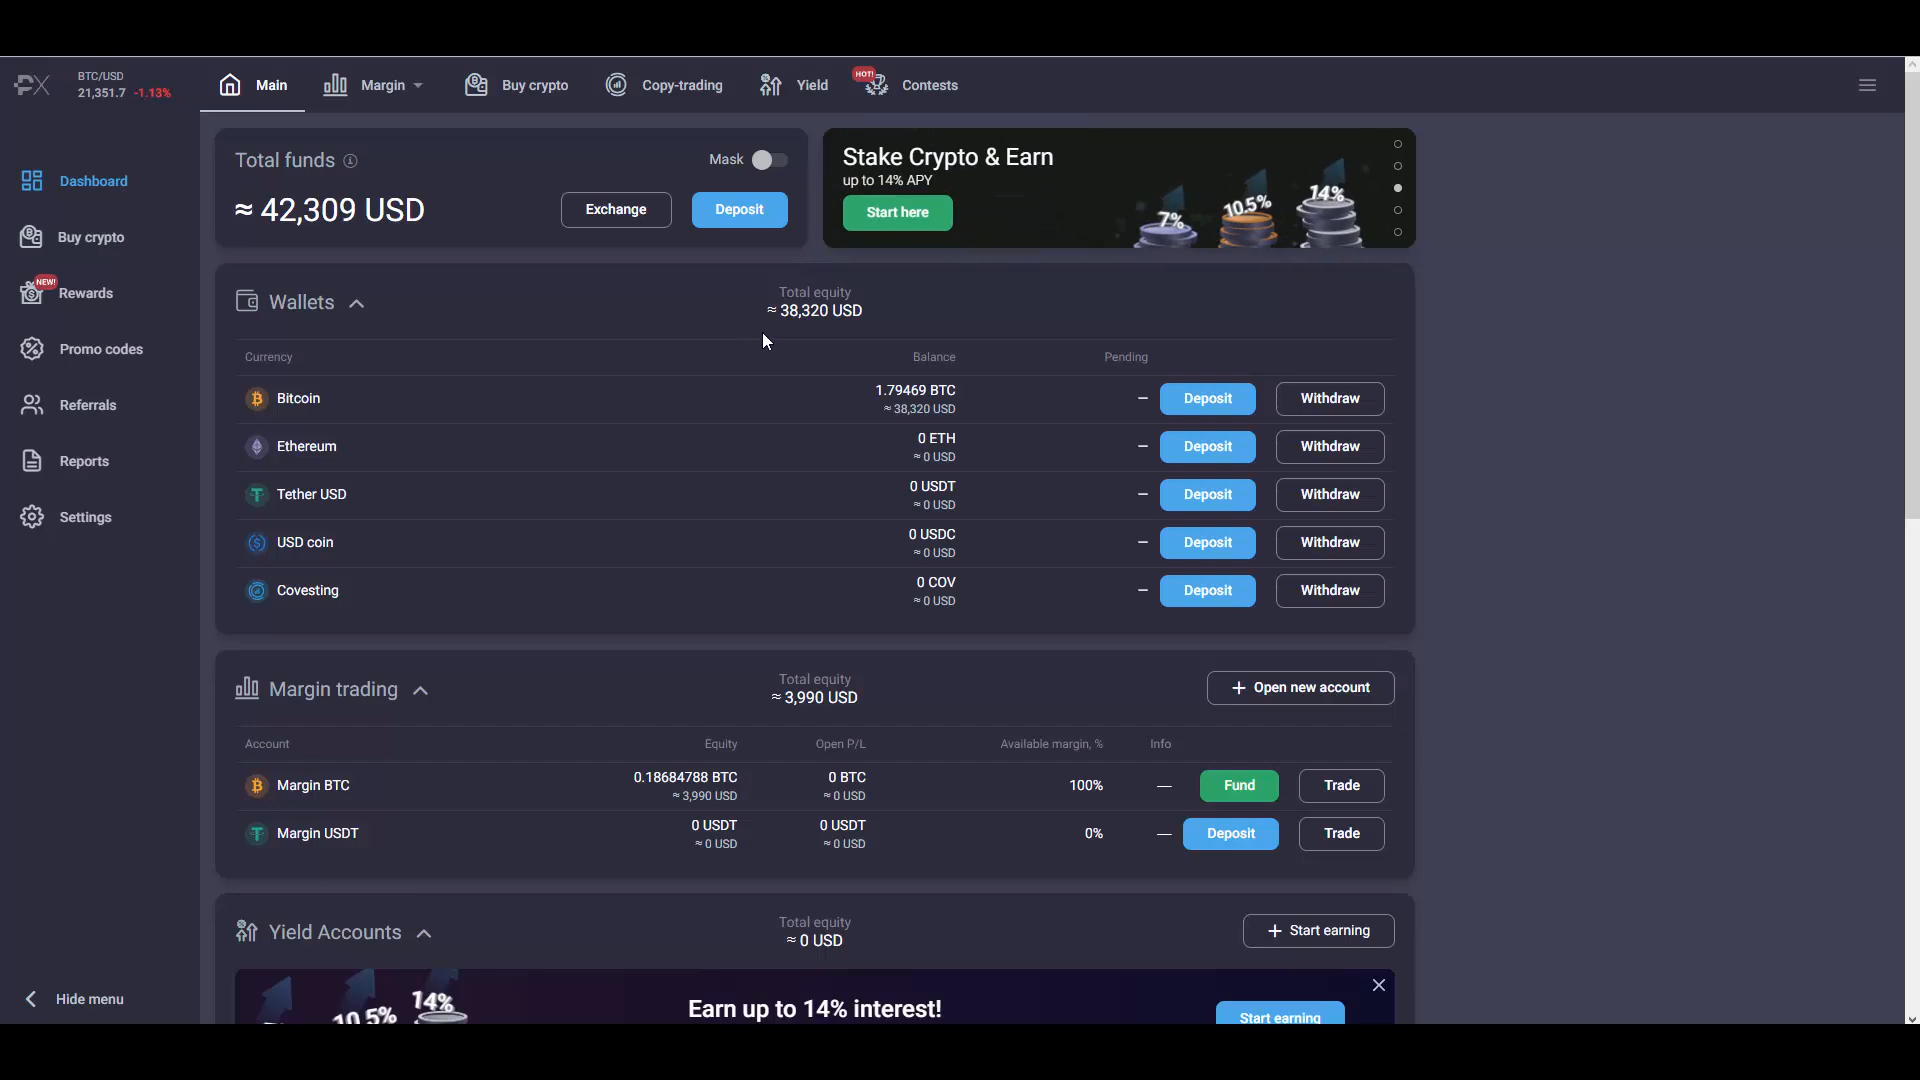 PX
BTC/USD
21,351.7 -1.13%
Main
Margin
Buy crypto
Copy-trading
Yield
HOT!
Contests
Dashboard
Buy crypto
NEW!
Rewards
Promo codes
Referrals
Reports
Settings
Hide menu
Total funds
Mask
≈ 42,309 USD
Exchange
Deposit
Stake Crypto & Earn
up to 14% APY
Start here
7%
10.5%
14%
Wallets
Total equity
≈ 38,320 USD
Currency Balance Pending
Bitcoin 1.79469 BTC – Deposit Withdraw
≈ 38,320 USD
Ethereum 0 ETH – Deposit Withdraw
≈ 0 USD
Tether USD 0 USDT – Deposit Withdraw
≈ 0 USD
USD coin 0 USDC – Deposit Withdraw
≈ 0 USD
Covesting 0 COV – Deposit Withdraw
≈ 0 USD
Margin trading
Total equity
≈ 3,990 USD
+ Open new account
Account Equity Open P/L Available margin, % Info
Margin BTC 0.18684788 BTC 0 BTC 100% — Fund Trade
≈ 3,990 USD ≈ 0 USD
Margin USDT 0 USDT 0 USDT 0% — Deposit Trade
≈ 0 USD ≈ 0 USD
Yield Accounts
Total equity
≈ 0 USD
+ Start earning
10.5%
14%
Earn up to 14% interest!
Start earning